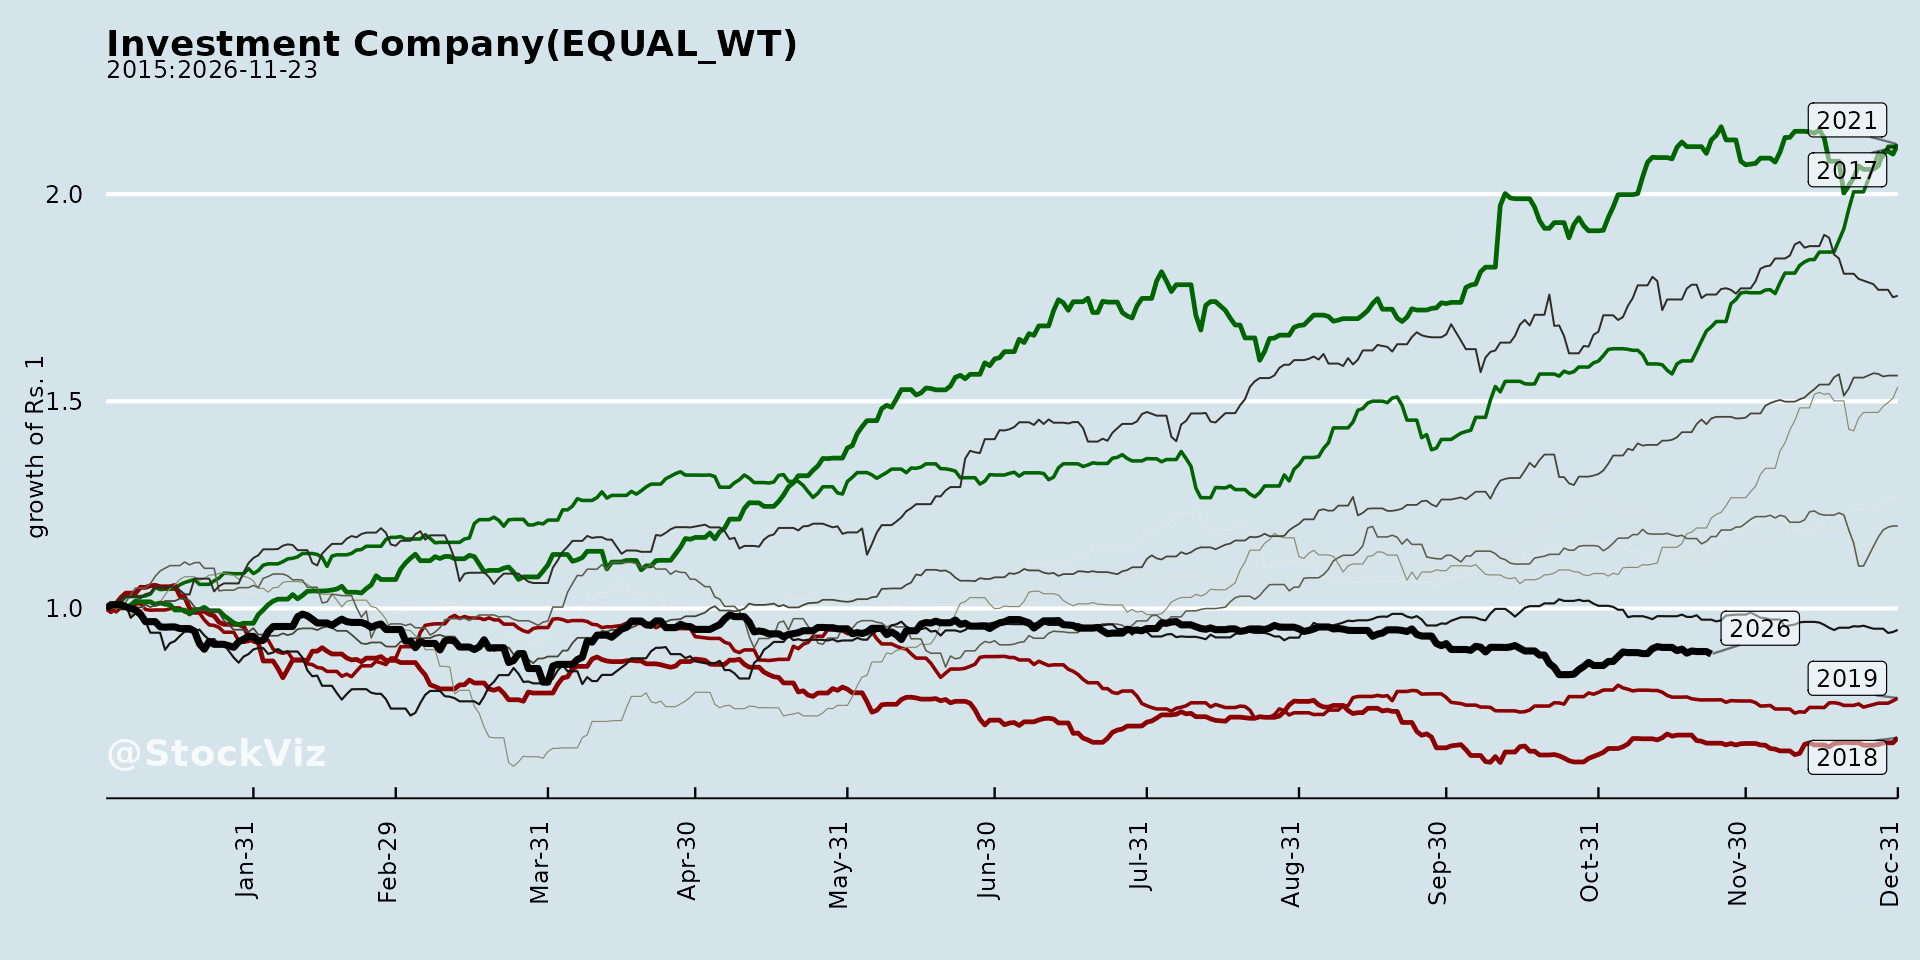 Investment Company(EQUAL_WT)
2015:2026-11-23
2021
2017
2.0
growth of Rs. 1
1.5
1.0
2026
2019
@StockViz
2018
Jan-31
Feb-29
Mar-31
Apr-30
May-31
Jun-30
Jul-31
Aug-31
Sep-30
Oct-31
Nov-30
Dec-31